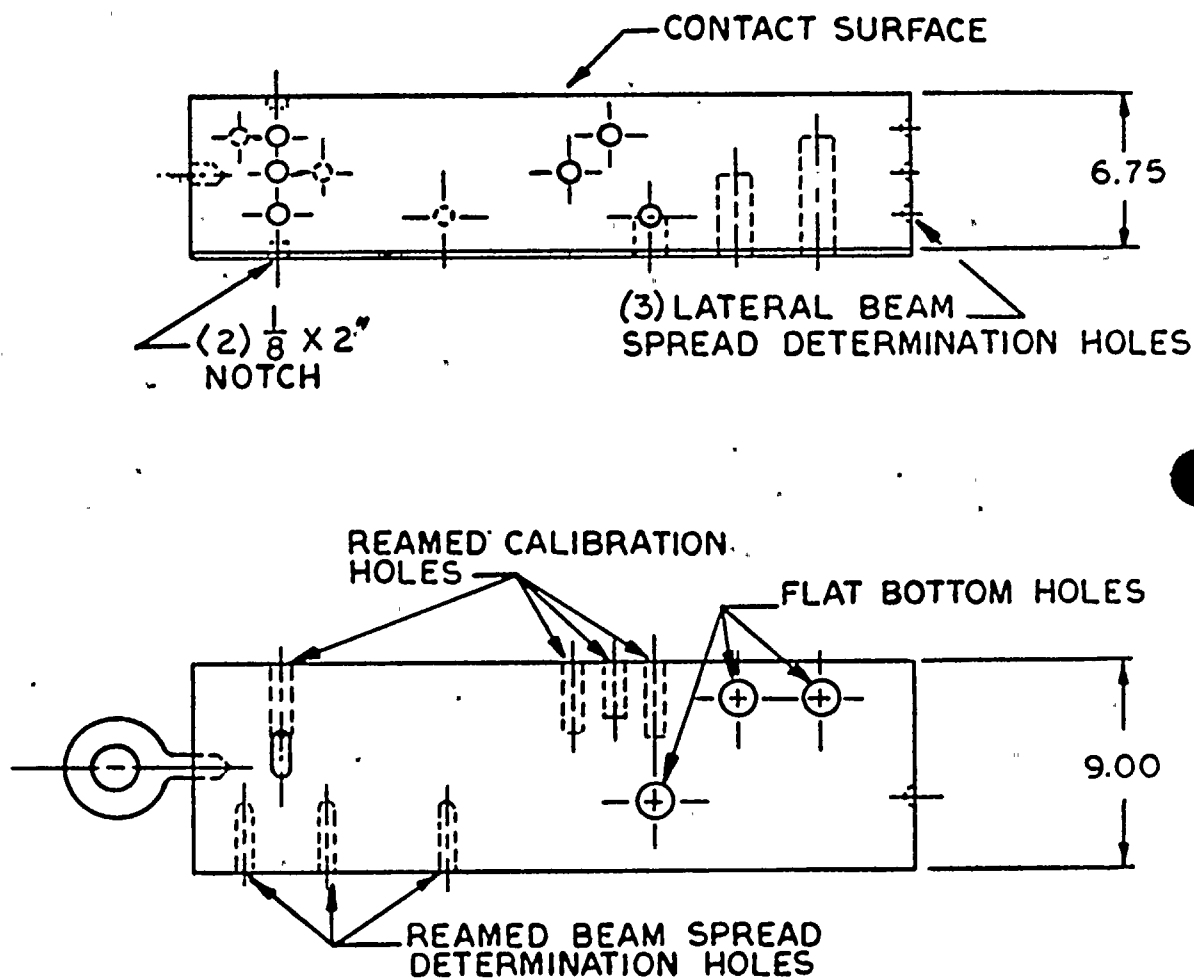 CONTACT SURFACE
6.75
(2) 1/8 X 2"
NOTCH
(3) LATERAL BEAM
SPREAD DETERMINATION HOLES
REAMED CALIBRATION
HOLES
FLAT BOTTOM HOLES
9.00
REAMED BEAM SPREAD
DETERMINATION HOLES